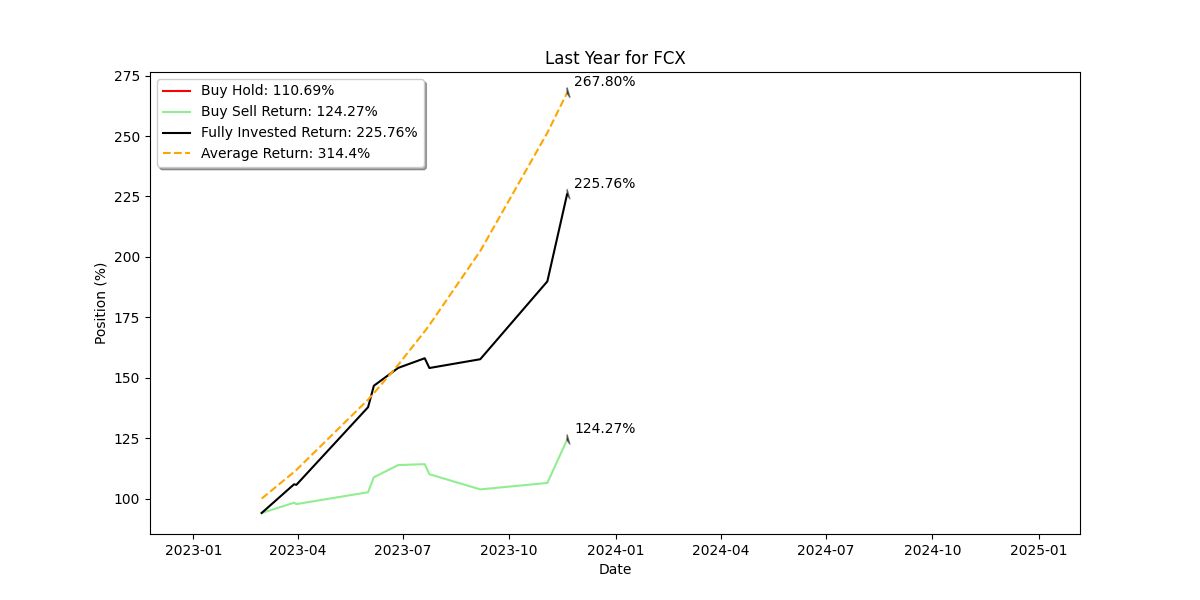 Last Year for FCX
275
250
225
200
175
150
125
100
Position (%)
Buy Hold: 110.69%
Buy Sell Return: 124.27%
Fully Invested Return: 225.76%
Average Return: 314.4%
267.80%
225.76%
124.27%
2023-01 2023-04 2023-07 2023-10 2024-01 2024-04 2024-07 2024-10 2025-01
Date